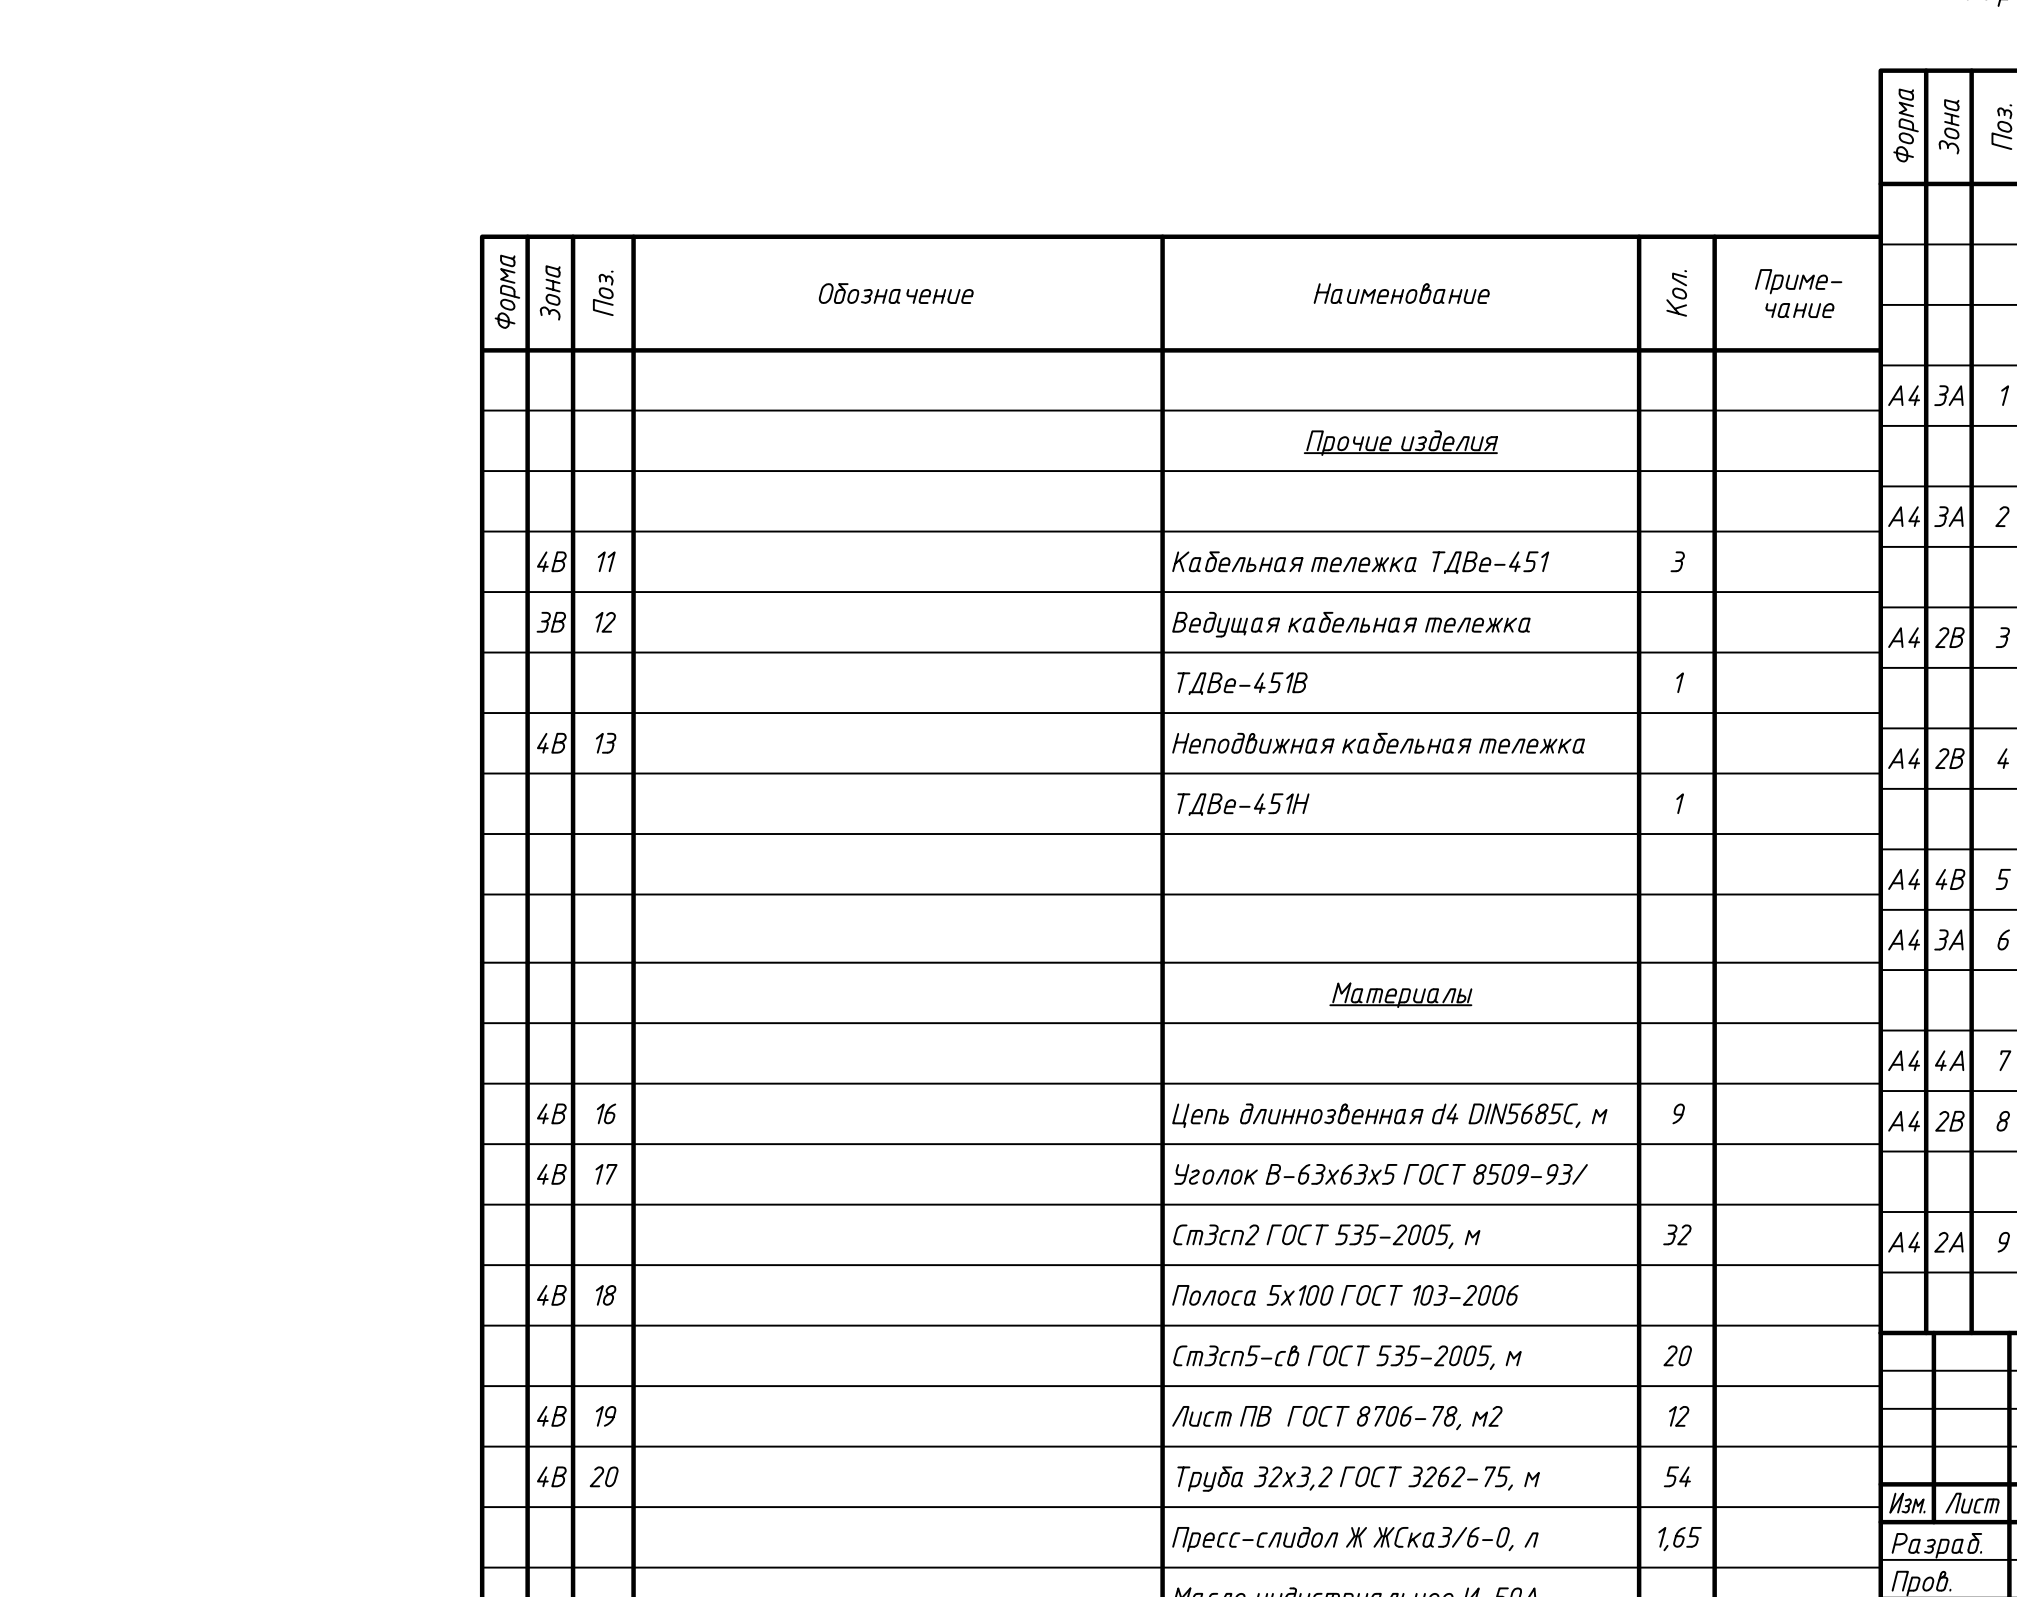 Форма Зона Поз. Обозначение Наименование Кол. Приме-
чание
Прочие изделия
4В 11 Кабельная тележка ТДВе-451 3
3В 12 Ведущая кабельная тележка
ТДВе-451В 1
4В 13 Неподвижная кабельная тележка
ТДВе-451Н 1
Материалы
4В 16 Цепь длиннозвенная d4 DIN5685C, м 9
4В 17 Уголок В-63х63х5 ГОСТ 8509-93/
Ст3сп2 ГОСТ 535-2005, м 32
4В 18 Полоса 5х100 ГОСТ 103-2006
Ст3сп5-св ГОСТ 535-2005, м 20
4В 19 Лист ПВ ГОСТ 8706-78, м2 12
4В 20 Труба 32х3,2 ГОСТ 3262-75, м 54
Пресс-слидол Ж ЖСка3/6-0, л 1,65
Форма Зона Поз.
А4 3А 1
А4 3А 2
А4 2В 3
А4 2В 4
А4 4В 5
А4 3А 6
А4 4А 7
А4 2В 8
А4 2А 9
Изм. Лист
Разраб.
Пров.